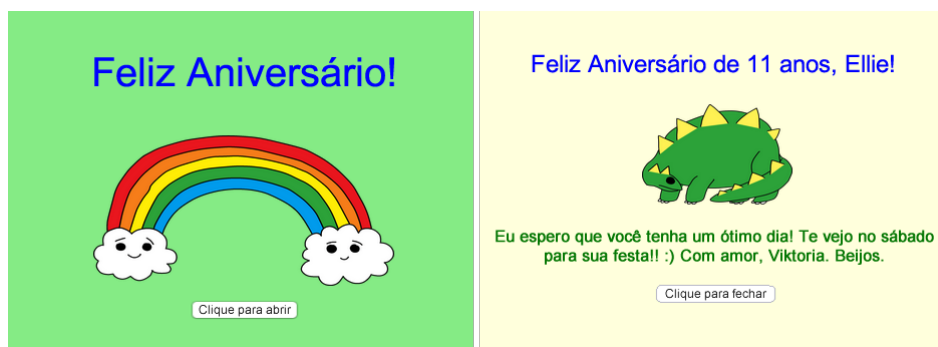 Feliz Aniversário!
Clique para abrir
Feliz Aniversário de 11 anos, Ellie!
Eu espero que você tenha um ótimo dia! Te vejo no sábado
para sua festa!! :) Com amor, Viktoria. Beijos.
Clique para fechar